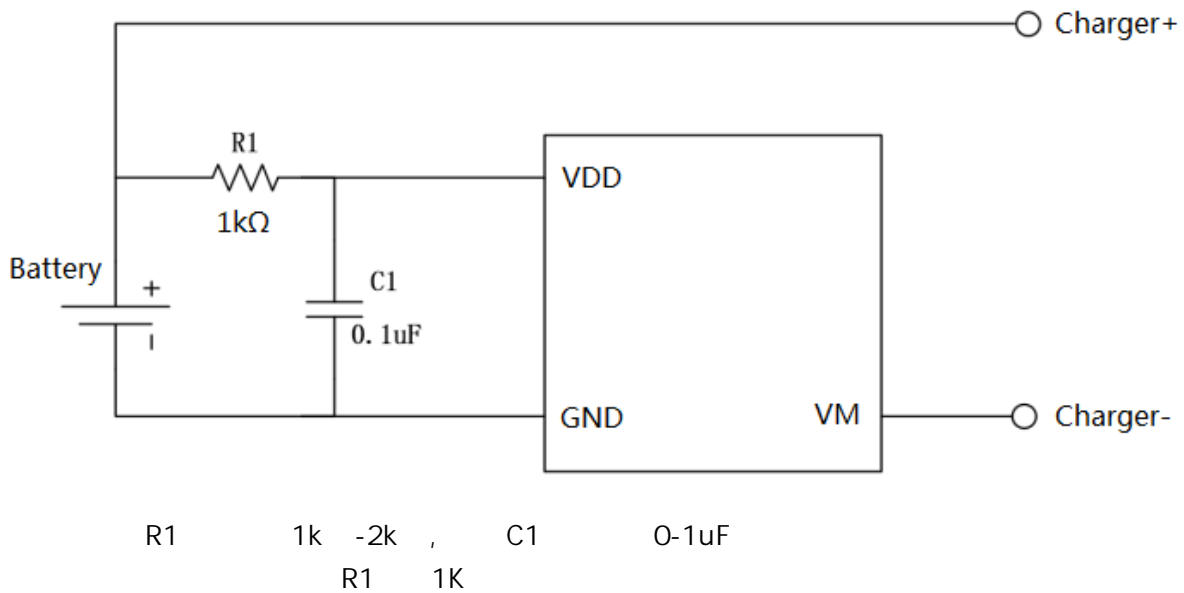 Charger+
R1
VDD
1kΩ
Battery
+
C1
0.1uF
GND
VM
Charger-
R1 1k -2k , C1 0-1uF
R1 1K